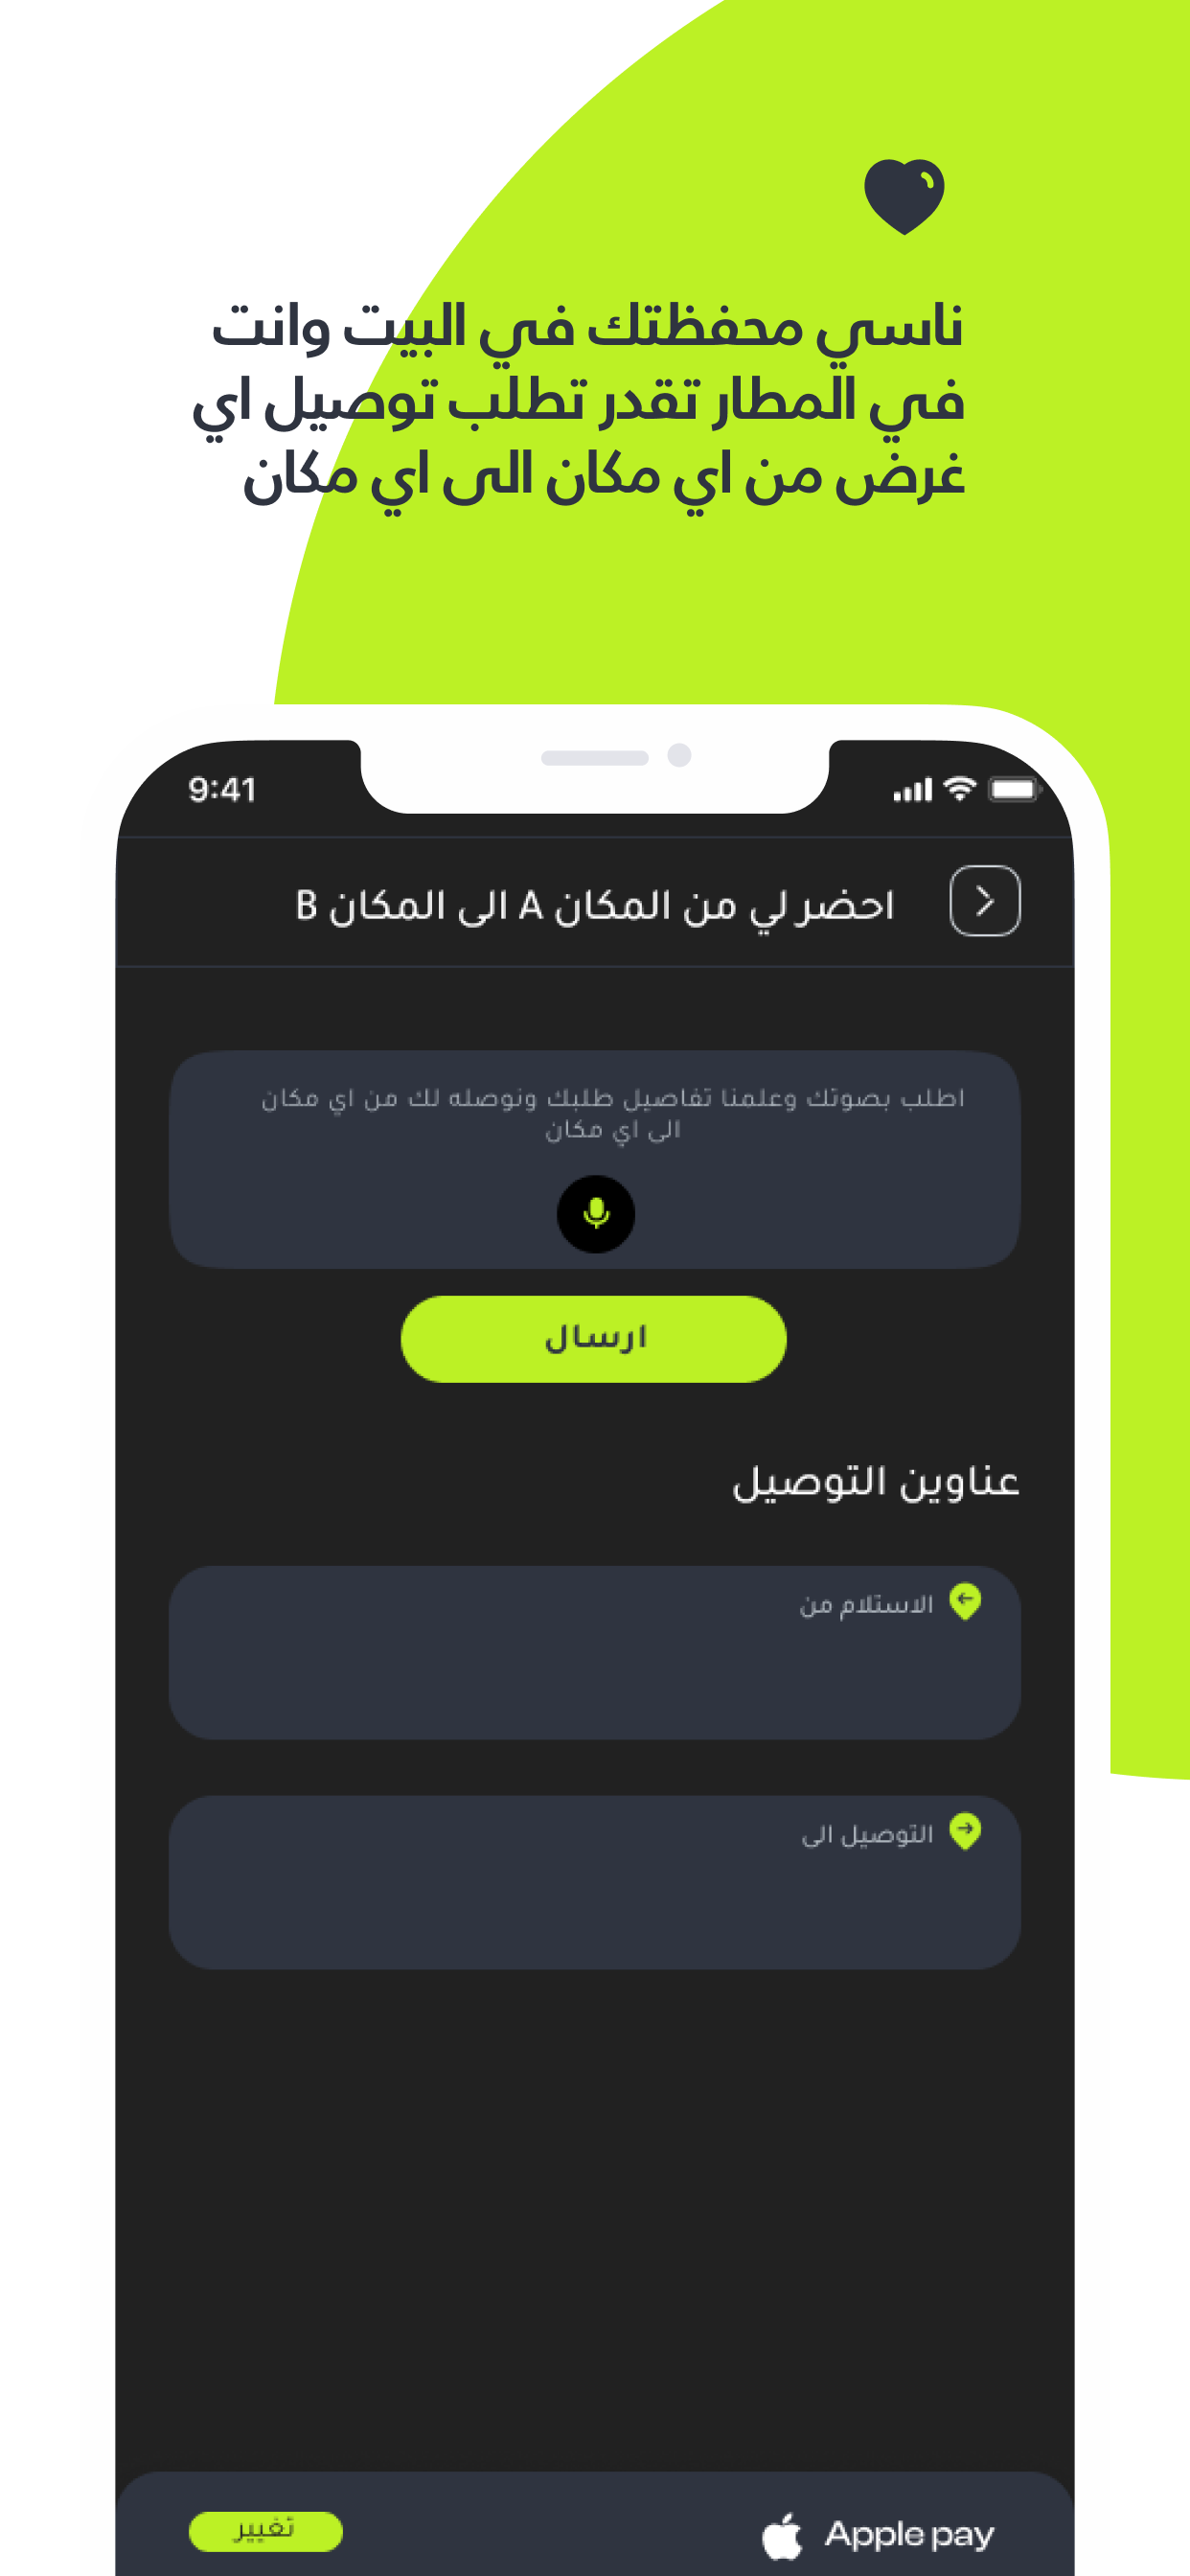 ناسي محفظتك في البيت وانت
في المطار تقدر تطلب توصيل اي
غرض من اي مكان الى اي مكان
9:41
احضر لي من المكان A الى المكان B
اطلب بصوتك وعلمنا تفاصيل طلبك ونوصله لك من اي مكان
الى اي مكان
ارسال
عناوين التوصيل
الاستلام من
التوصيل الى
Apple pay
تغيير